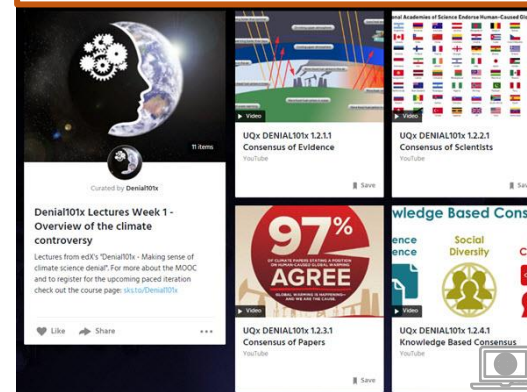 11 items
Curated by Denial101x
Denial101x Lectures Week 1 -
Overview of the climate
controversy
Lectures from edX's "Denial101x - Making sense of
climate science denial". For more about the MOOC
and to register for the upcoming paced iteration
check out the course page: sks.to/Denial101x
Like
Share
Video
UQx DENIAL101x 1.2.1.1
Consensus of Evidence
YouTube
Save
onal Academies of Science Endorse Human-Caused Gl
Video
UQx DENIAL101x 1.2.2.1
Consensus of Scientists
YouTube
Sav
97%
OF CLIMATE PAPERS STATING A POSITION
ON HUMAN-CAUSED GLOBAL WARMING
AGREE
GLOBAL WARMING IS HAPPENING—
AND WE ARE THE CAUSE.
Video
UQx DENIAL101x 1.2.3.1
Consensus of Papers
YouTube
Save
wledge Based Cons
ence
ence
Social
Diversity
C
Video
UQx DENIAL101x 1.2.4.1
Knowledge Based Consensus
YouTube